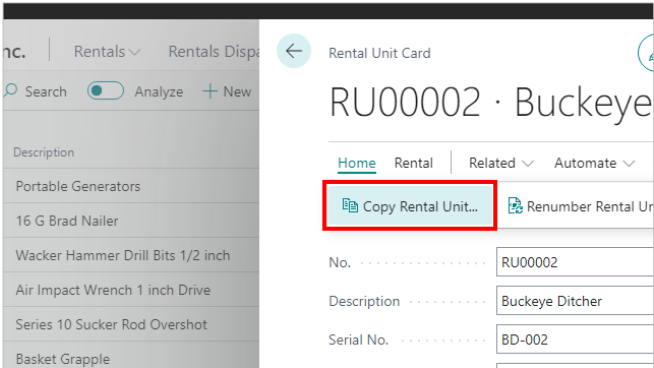 nc.
Rentals
Rentals Dispa
Search
Analyze
+ New
Description
Portable Generators
16 G Brad Nailer
Wacker Hammer Drill Bits 1/2 inch
Air Impact Wrench 1 inch Drive
Series 10 Sucker Rod Overshot
Basket Grapple
Rental Unit Card
RU00002 · Buckeye
Home Rental Related Automate
Copy Rental Unit... Renumber Rental Un
No. RU00002
Description Buckeye Ditcher
Serial No. BD-002